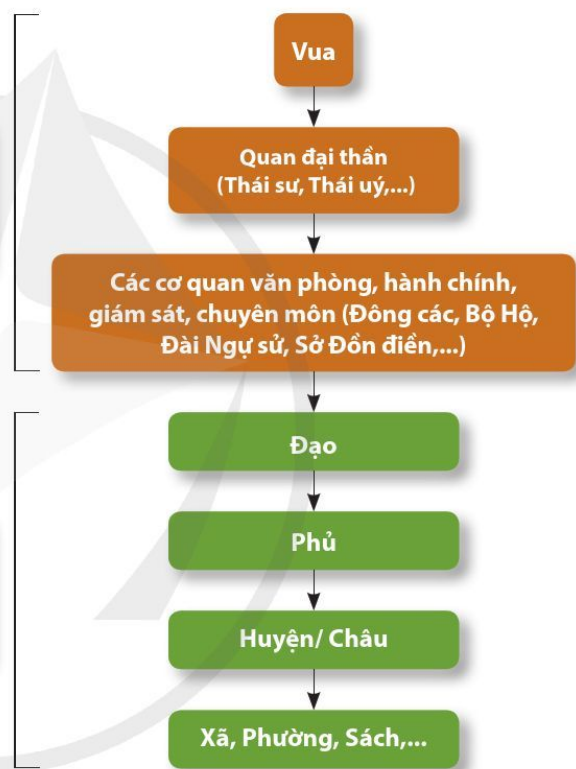 Vua
Quan đại thần
(Thái sư, Thái uý,...)
Các cơ quan văn phòng, hành chính,
giám sát, chuyên môn (Đông các, Bộ Hộ,
Đài Ngự sử, Sở Đồn điền,...)
Đạo
Phủ
Huyện/ Châu
Xã, Phường, Sách,...